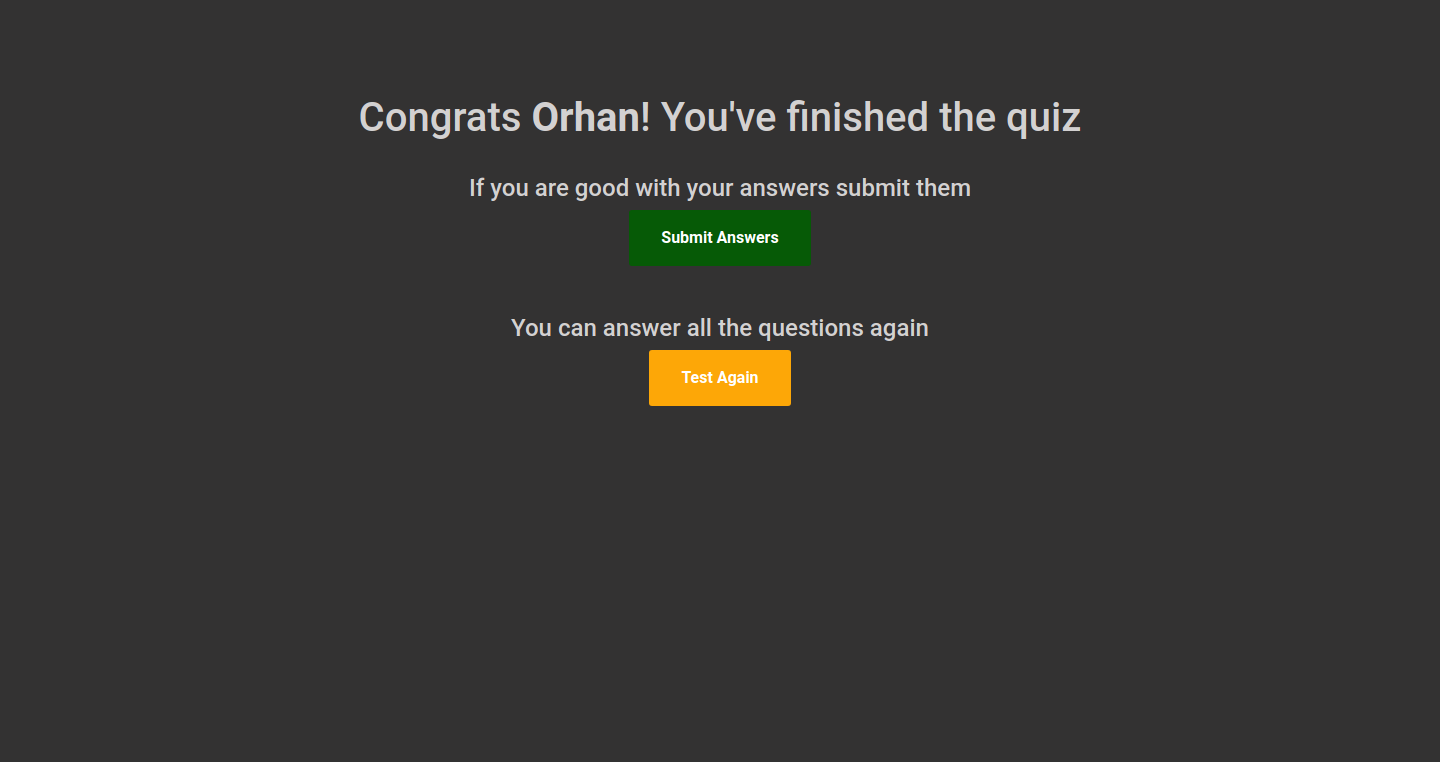 Congrats Orhan! You've finished the quiz
If you are good with your answers submit them
Submit Answers
You can answer all the questions again
Test Again